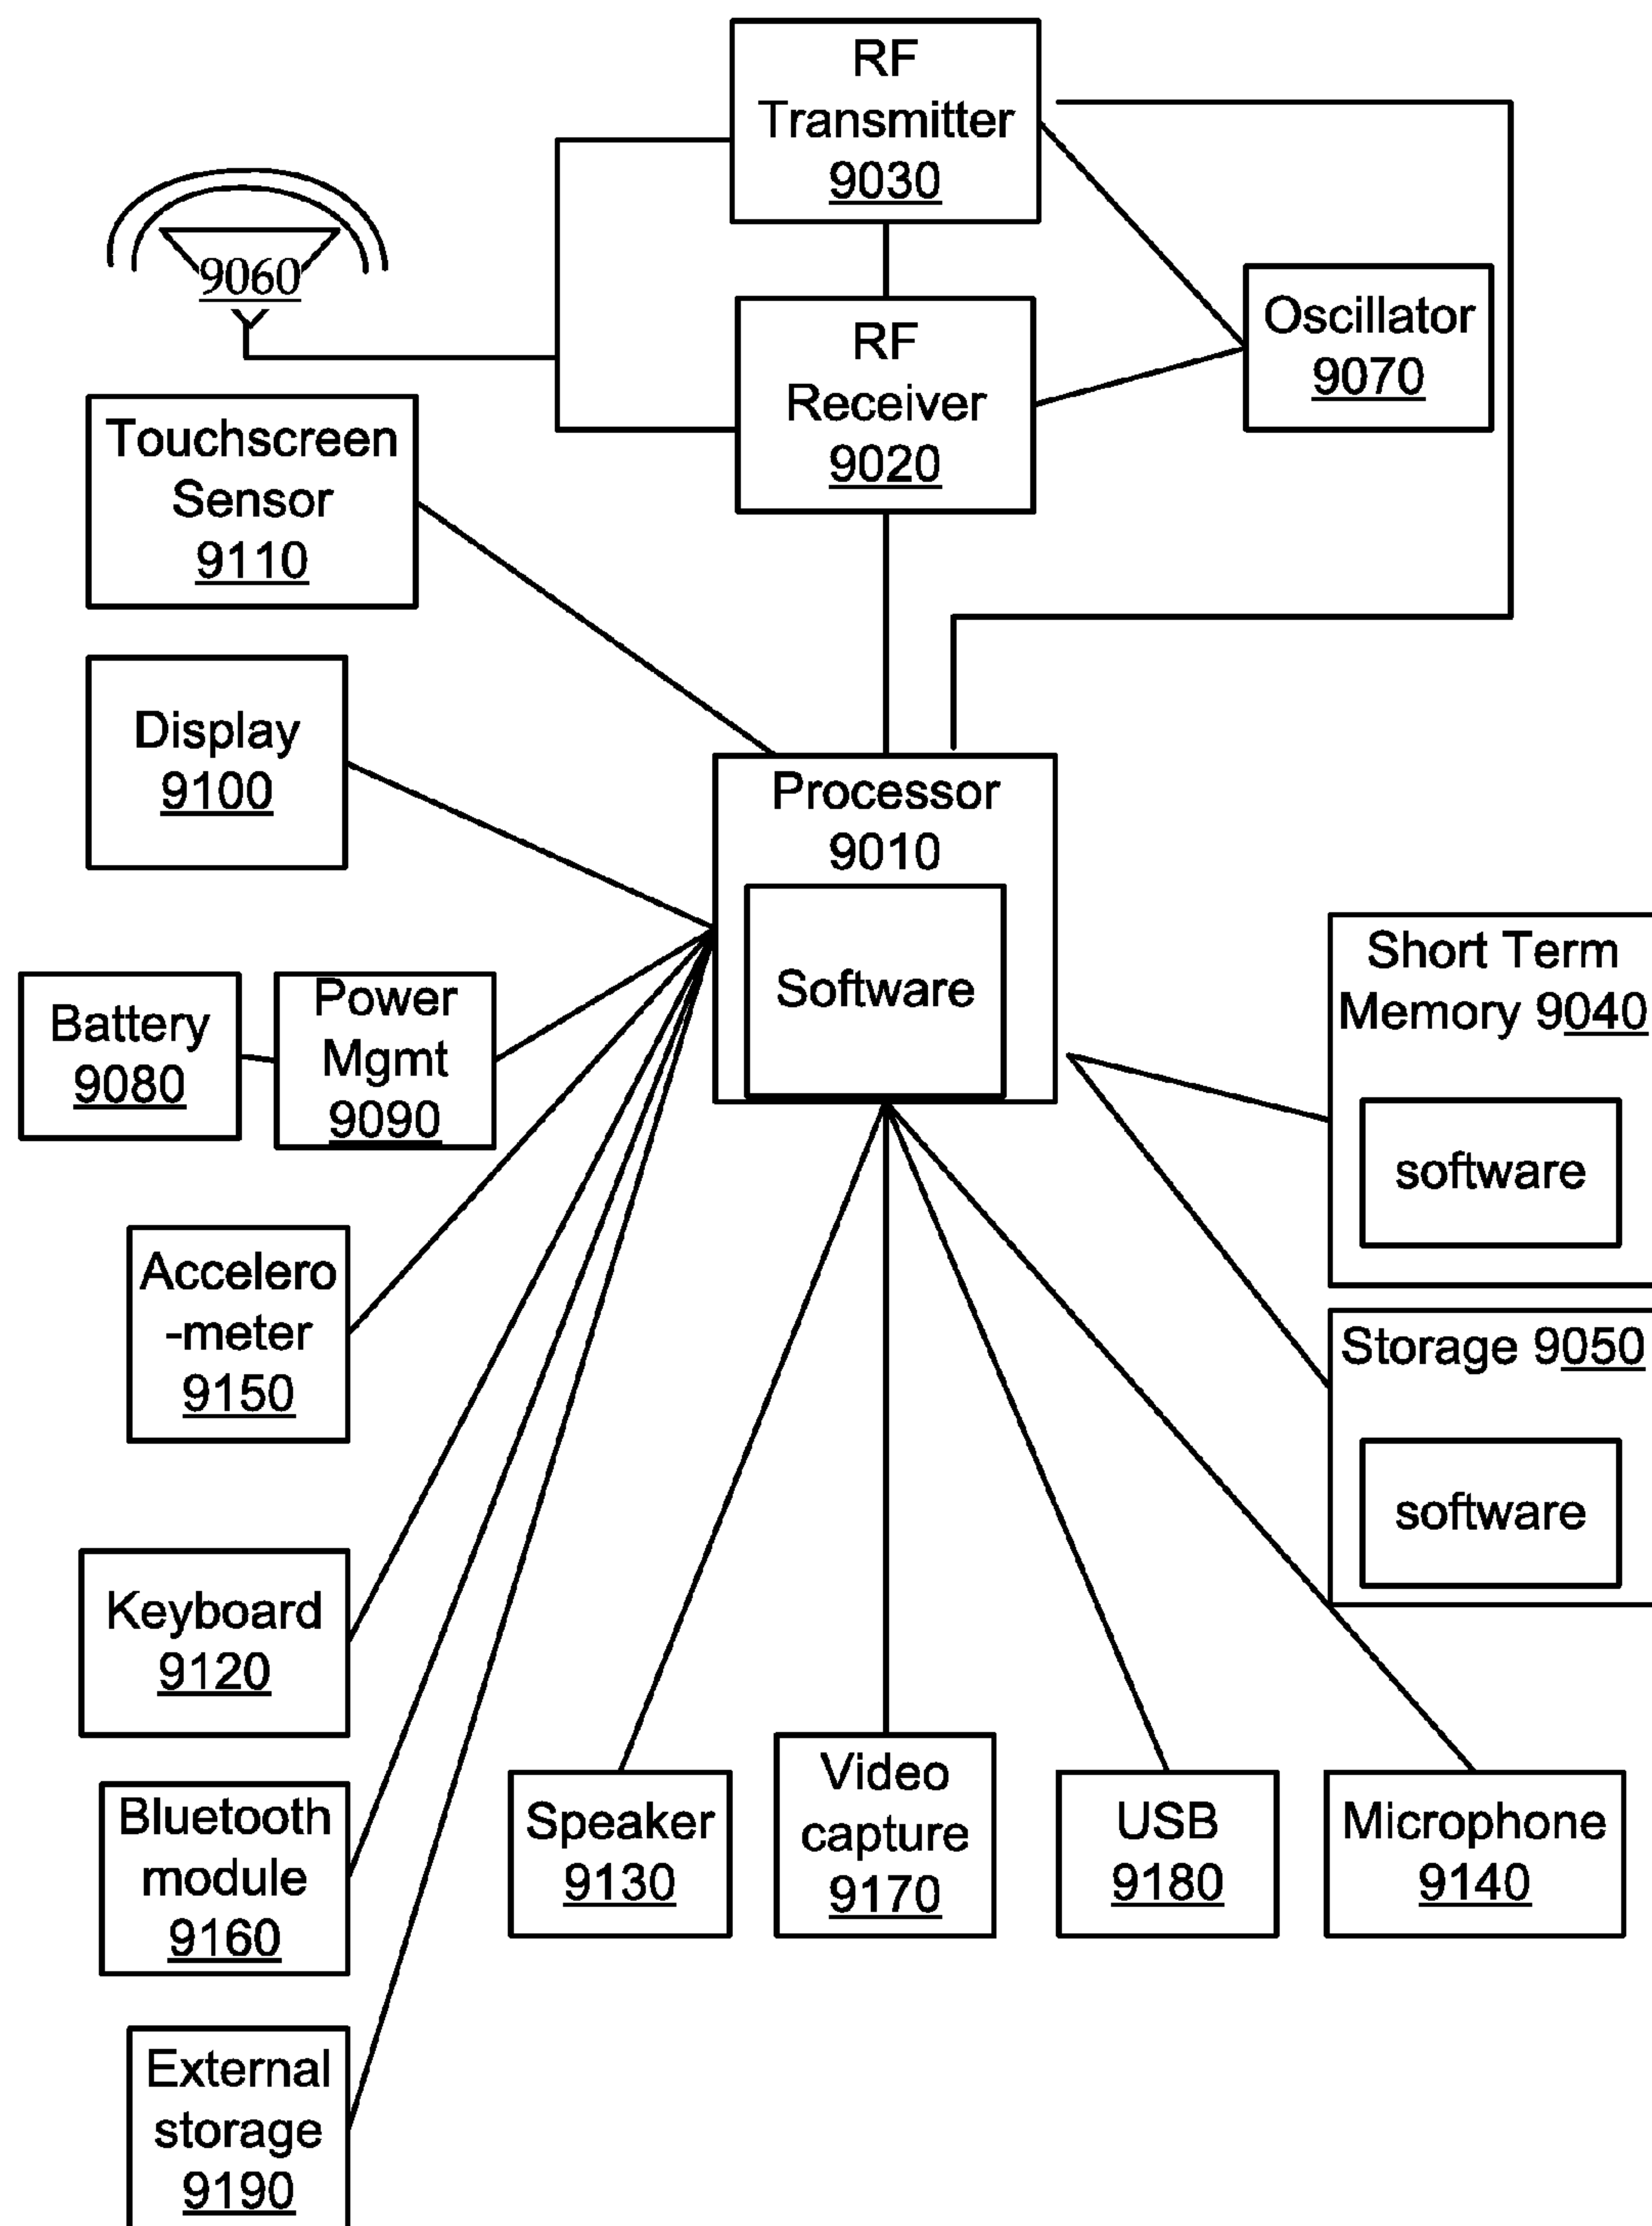 RF
Transmitter
9030
9060
RF
Receiver
9020
Oscillator
9070
Touchscreen
Sensor
9110
Display
9100
Processor
9010
Software
Short Term
Memory 9040
software
Battery
9080
Power
Mgmt
9090
Accelero
-meter
9150
Storage 9050
software
Keyboard
9120
Bluetooth
module
9160
Speaker
9130
Video
capture
9170
USB
9180
Microphone
9140
External
storage
9190